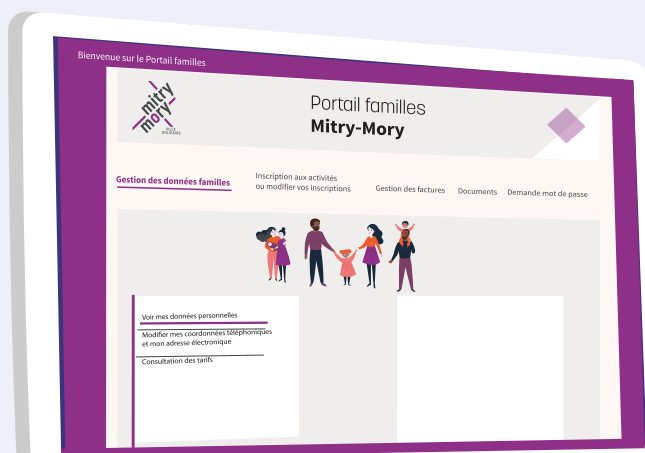 Bienvenue sur le Portail familles
mitry
mory
VILLE
SOLIDAIRE
Portail familles
Mitry-Mory
Gestion des données familles
Inscription aux activités
ou modifier vos inscriptions
Gestion des factures
Documents
Demande mot de passe
Voir mes données personnelles
Modifier mes coordonnées téléphoniques
et mon adresse électronique
Consultation des tarifs